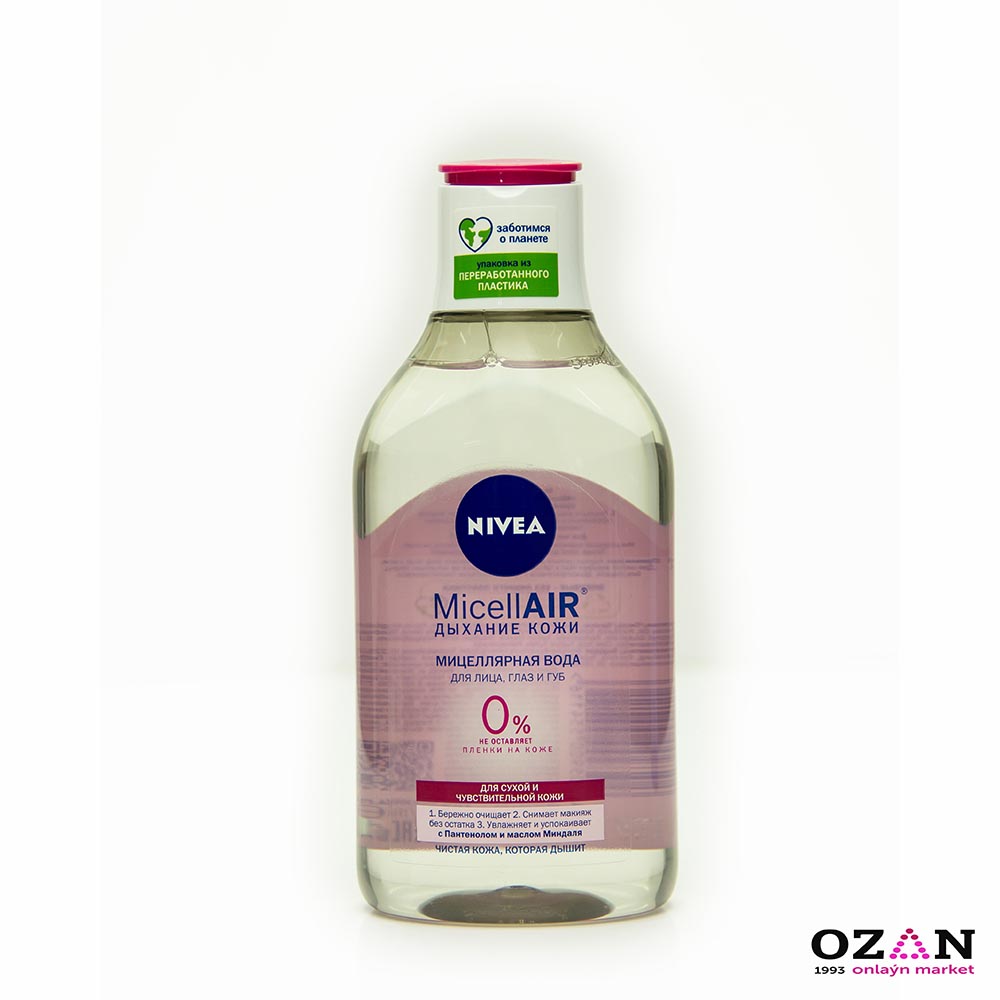 заботимся
о планете
упаковка из
ПЕРЕРАБОТАННОГО
ПЛАСТИКА
NIVEA
MicellAIR®
ДЫХАНИЕ КОЖИ
МИЦЕЛЛЯРНАЯ ВОДА
ДЛЯ ЛИЦА, ГЛАЗ И ГУБ
0%
НЕ ОСТАВЛЯЕТ
ПЛЕНКИ НА КОЖЕ
ДЛЯ СУХОЙ И
ЧУВСТВИТЕЛЬНОЙ КОЖИ
1. Бережно очищает 2. Снимает макияж
без остатка 3. Увлажняет и успокаивает
с Пантенолом и маслом Миндаля
ЧИСТАЯ КОЖА, КОТОРАЯ ДЫШИТ
OZAN
1993 onlaýn market